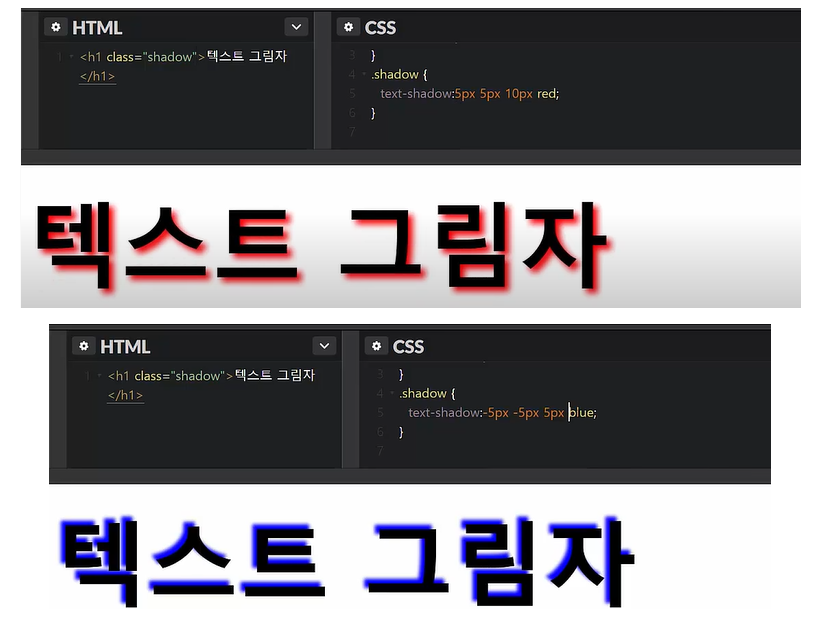 HTML
CSS
1 <h1 class="shadow">텍스트 그림자
</h1>
3 }
4 .shadow {
5 text-shadow:5px 5px 10px red;
6 }
7
텍스트 그림자
HTML
CSS
1 <h1 class="shadow">텍스트 그림자
</h1>
3 }
4 .shadow {
5 text-shadow:-5px -5px 5px blue;
6 }
7
텍스트 그림자